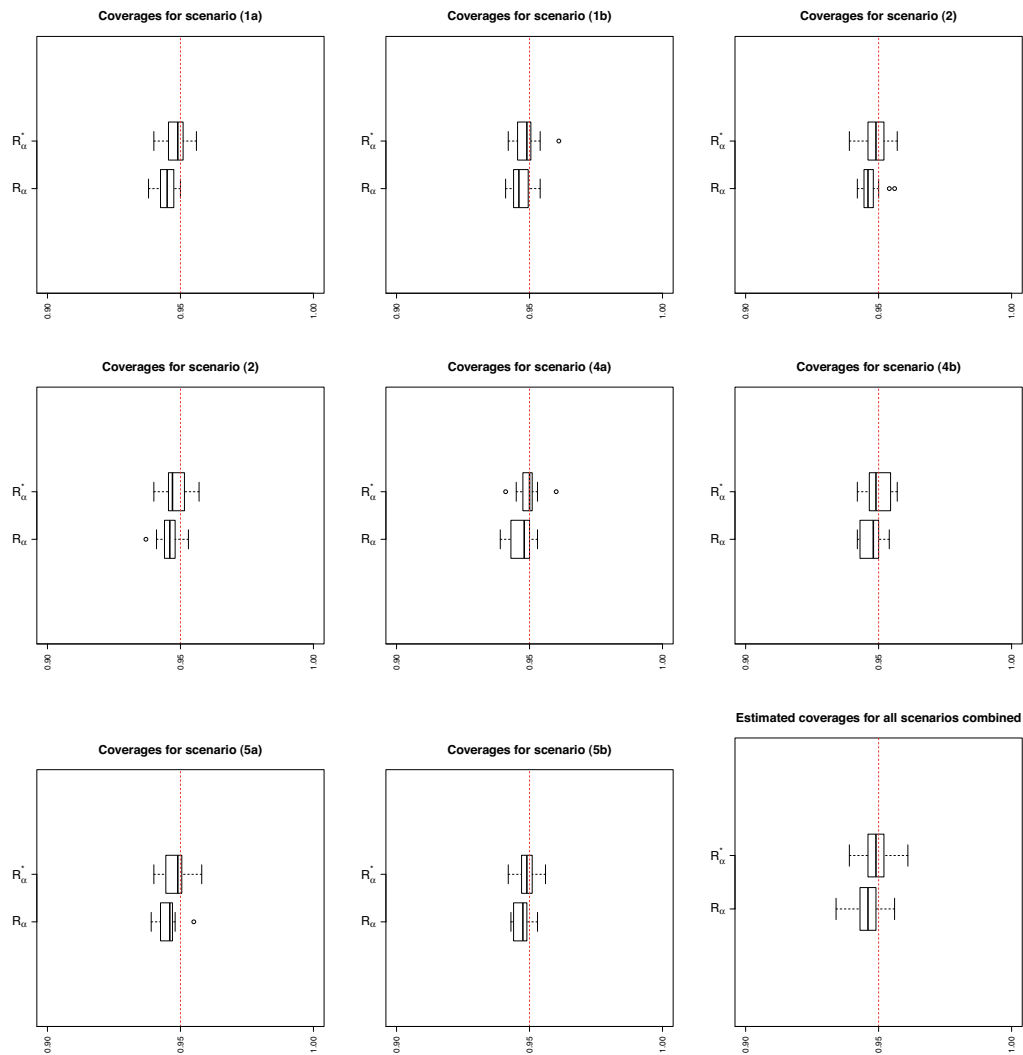 Coverages for scenario (1a)
R*α
Rα
0.90
0.95
1.00
Coverages for scenario (1b)
R*α
Rα
0.90
0.95
1.00
Coverages for scenario (2)
R*α
Rα
0.90
0.95
1.00
Coverages for scenario (2)
R*α
Rα
0.90
0.95
1.00
Coverages for scenario (4a)
R*α
Rα
0.90
0.95
1.00
Coverages for scenario (4b)
R*α
Rα
0.90
0.95
1.00
Coverages for scenario (5a)
R*α
Rα
0.90
0.95
1.00
Coverages for scenario (5b)
R*α
Rα
0.90
0.95
1.00
Estimated coverages for all scenarios combined
R*α
Rα
0.90
0.95
1.00